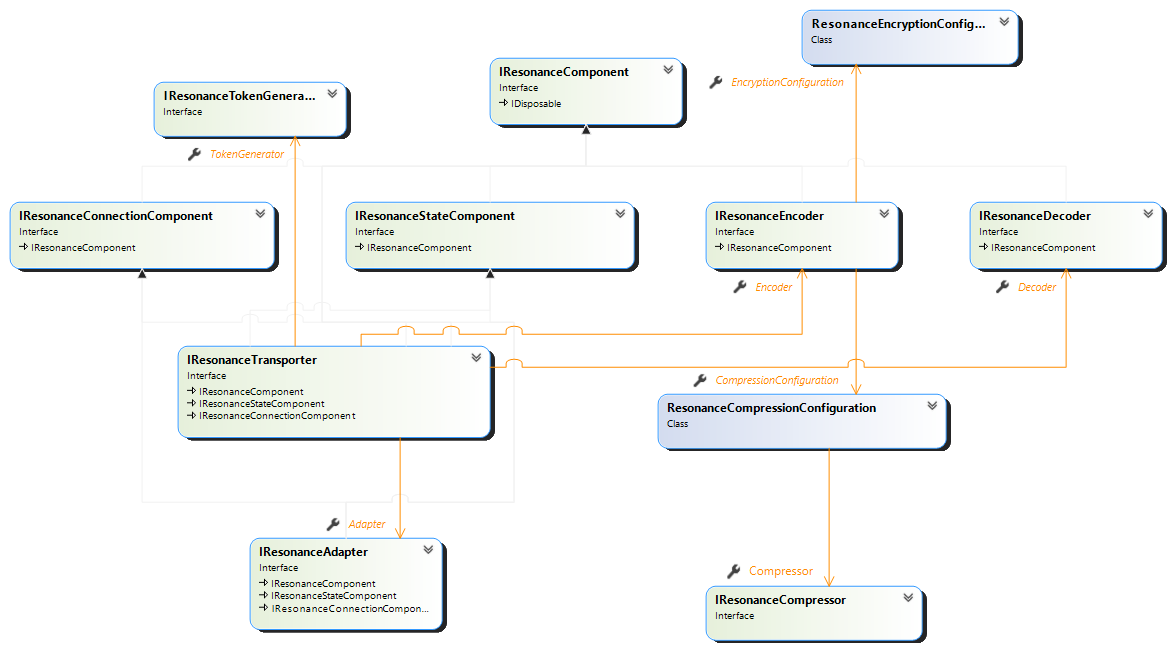 ResonanceEncryptionConfig...
Class
EncryptionConfiguration
IResonanceComponent
Interface
IDisposable
IResonanceTokenGenera...
Interface
TokenGenerator
IResonanceConnectionComponent
Interface
IResonanceComponent
IResonanceStateComponent
Interface
IResonanceComponent
IResonanceEncoder
Interface
IResonanceComponent
IResonanceDecoder
Interface
IResonanceComponent
Encoder
Decoder
IResonanceTransporter
Interface
IResonanceComponent
IResonanceStateComponent
IResonanceConnectionComponent
CompressionConfiguration
ResonanceCompressionConfiguration
Class
Adapter
IResonanceAdapter
Interface
IResonanceComponent
IResonanceStateComponent
IResonanceConnectionCompon...
Compressor
IResonanceCompressor
Interface